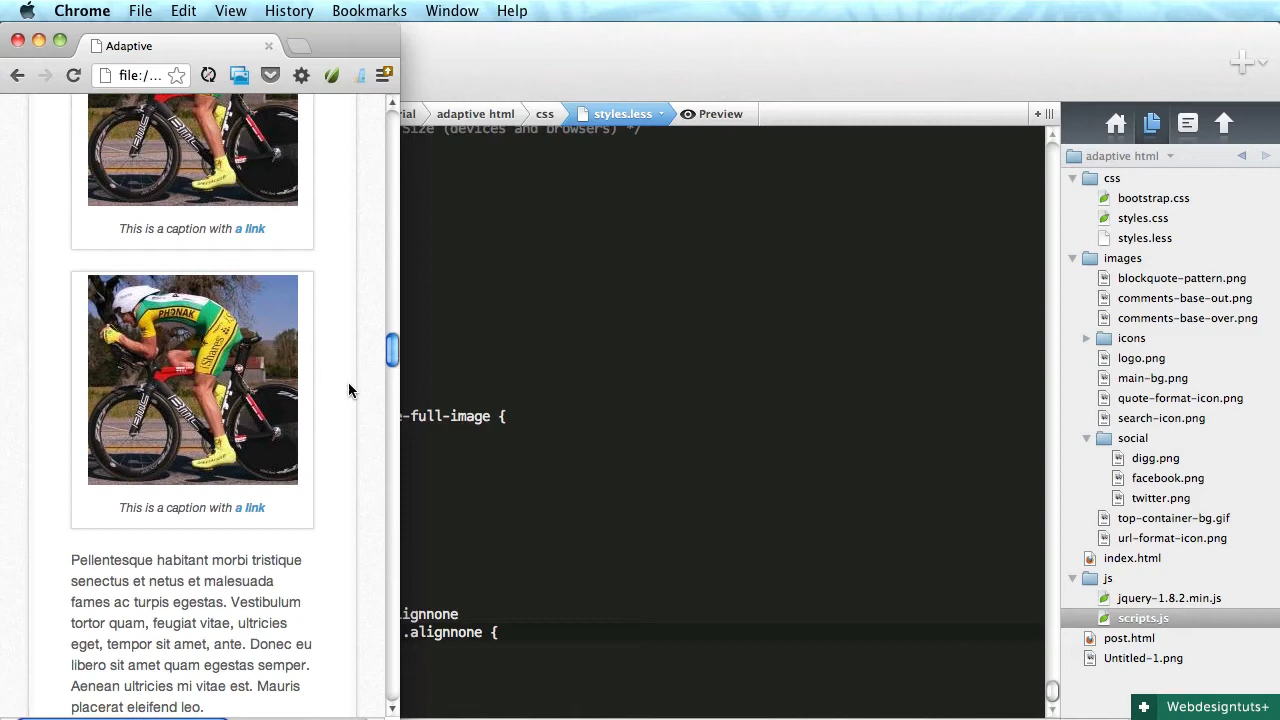 Chrome File Edit View History Bookmarks Window Help
Adaptive
file:/...
ial adaptive html css styles.less Preview
Size (devices and browsers) */
-full-image {
ignnone
.alignnone {
BMC
This is a caption with a link
PHONAK
iShares
BMC
This is a caption with a link
Pellentesque habitant morbi tristique
senectus et netus et malesuada
fames ac turpis egestas. Vestibulum
tortor quam, feugiat vitae, ultricies
eget, tempor sit amet, ante. Donec eu
libero sit amet quam egestas semper.
Aenean ultricies mi vitae est. Mauris
placerat eleifend leo.
adaptive html
css
bootstrap.css
styles.css
styles.less
images
blockquote-pattern.png
comments-base-out.png
comments-base-over.png
icons
logo.png
main-bg.png
quote-format-icon.png
search-icon.png
social
digg.png
facebook.png
twitter.png
top-container-bg.gif
url-format-icon.png
index.html
js
jquery-1.8.2.min.js
scripts.js
post.html
Untitled-1.png
Webdesigntuts+